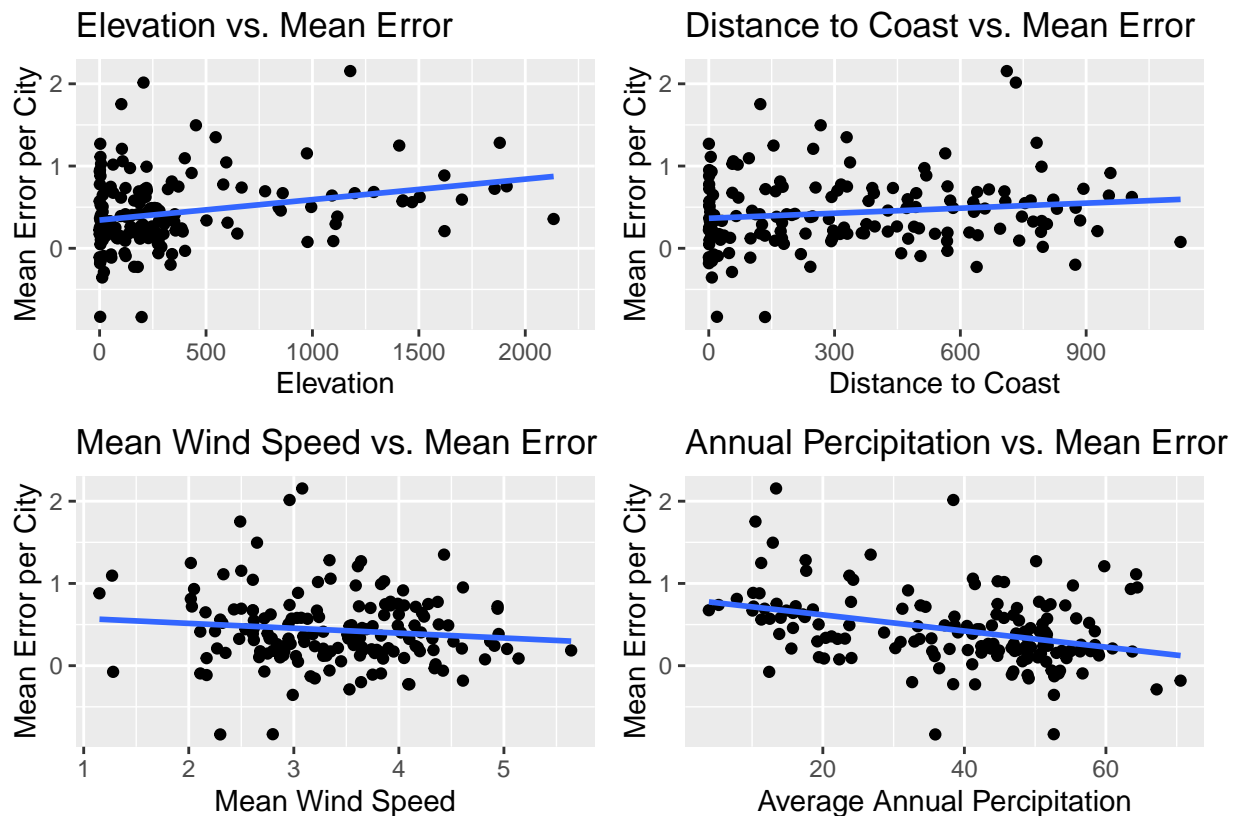 Elevation vs. Mean Error
Mean Error per City
2
1
0
0 500 1000 1500 2000
Elevation
Distance to Coast vs. Mean Error
Mean Error per City
2
1
0
0 300 600 900
Distance to Coast
Mean Wind Speed vs. Mean Error
Mean Error per City
2
1
0
1 2 3 4 5
Mean Wind Speed
Annual Percipitation vs. Mean Error
Mean Error per City
2
1
0
20 40 60
Average Annual Percipitation